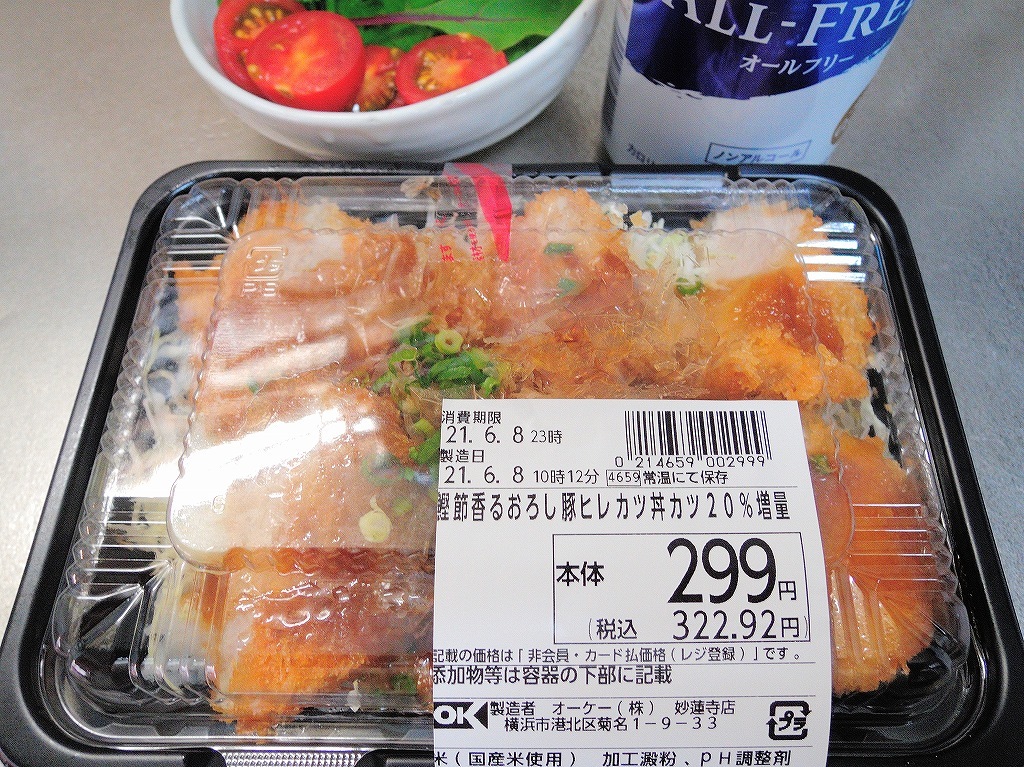 ALL-FRE
オールフリー
カロリ
ノンアルコール
消費期限
21. 6. 8 23時
製造日
21. 6. 8 10時12分 4659 常温にて保存
0 214659 002999
鰹節香るおろし豚ヒレカツ丼カツ20%増量
本体 299円
(税込 322.92円)
記載の価格は「非会員・カード払価格(レジ登録)」です。
添加物等は容器の下部に記載
OK 製造者 オーケー(株) 妙蓮寺店
横浜市港北区菊名1-9-33
プラ
米(国産米使用) 加工澱粉、pH調整剤